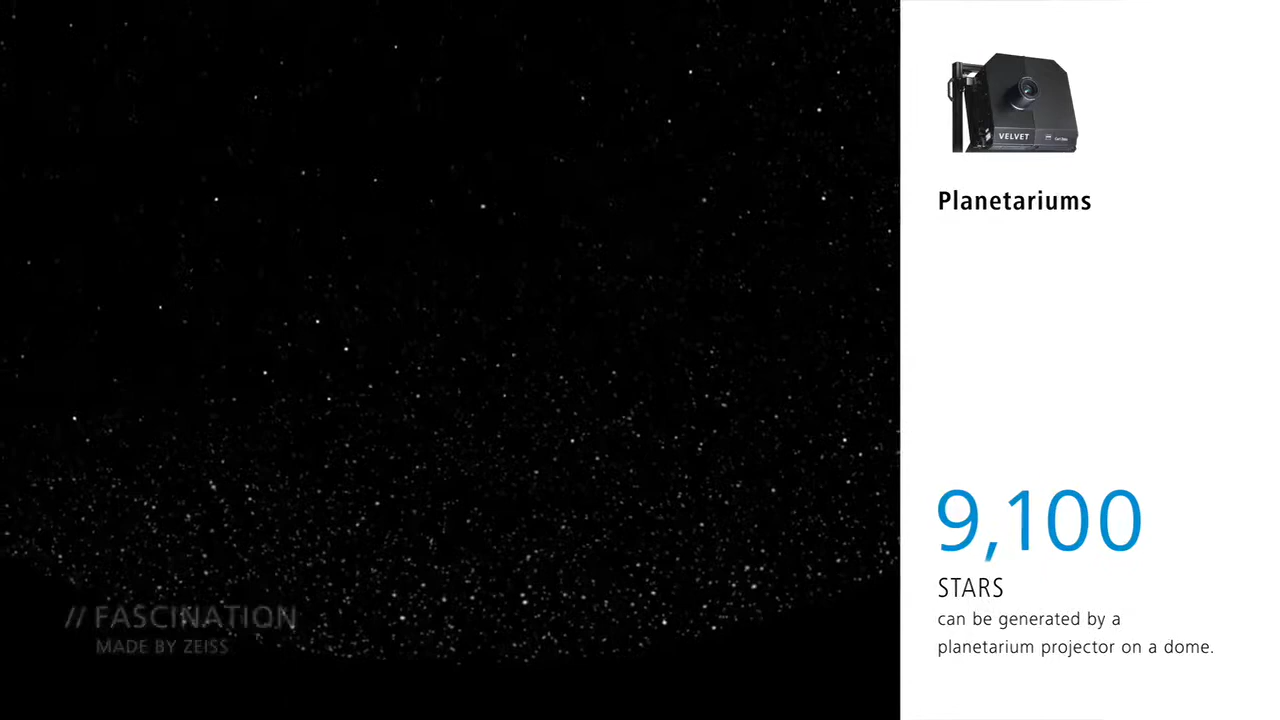 // FASCINATION
MADE BY ZEISS
VELVET
Planetariums
9,100
STARS
can be generated by a
planetarium projector on a dome.